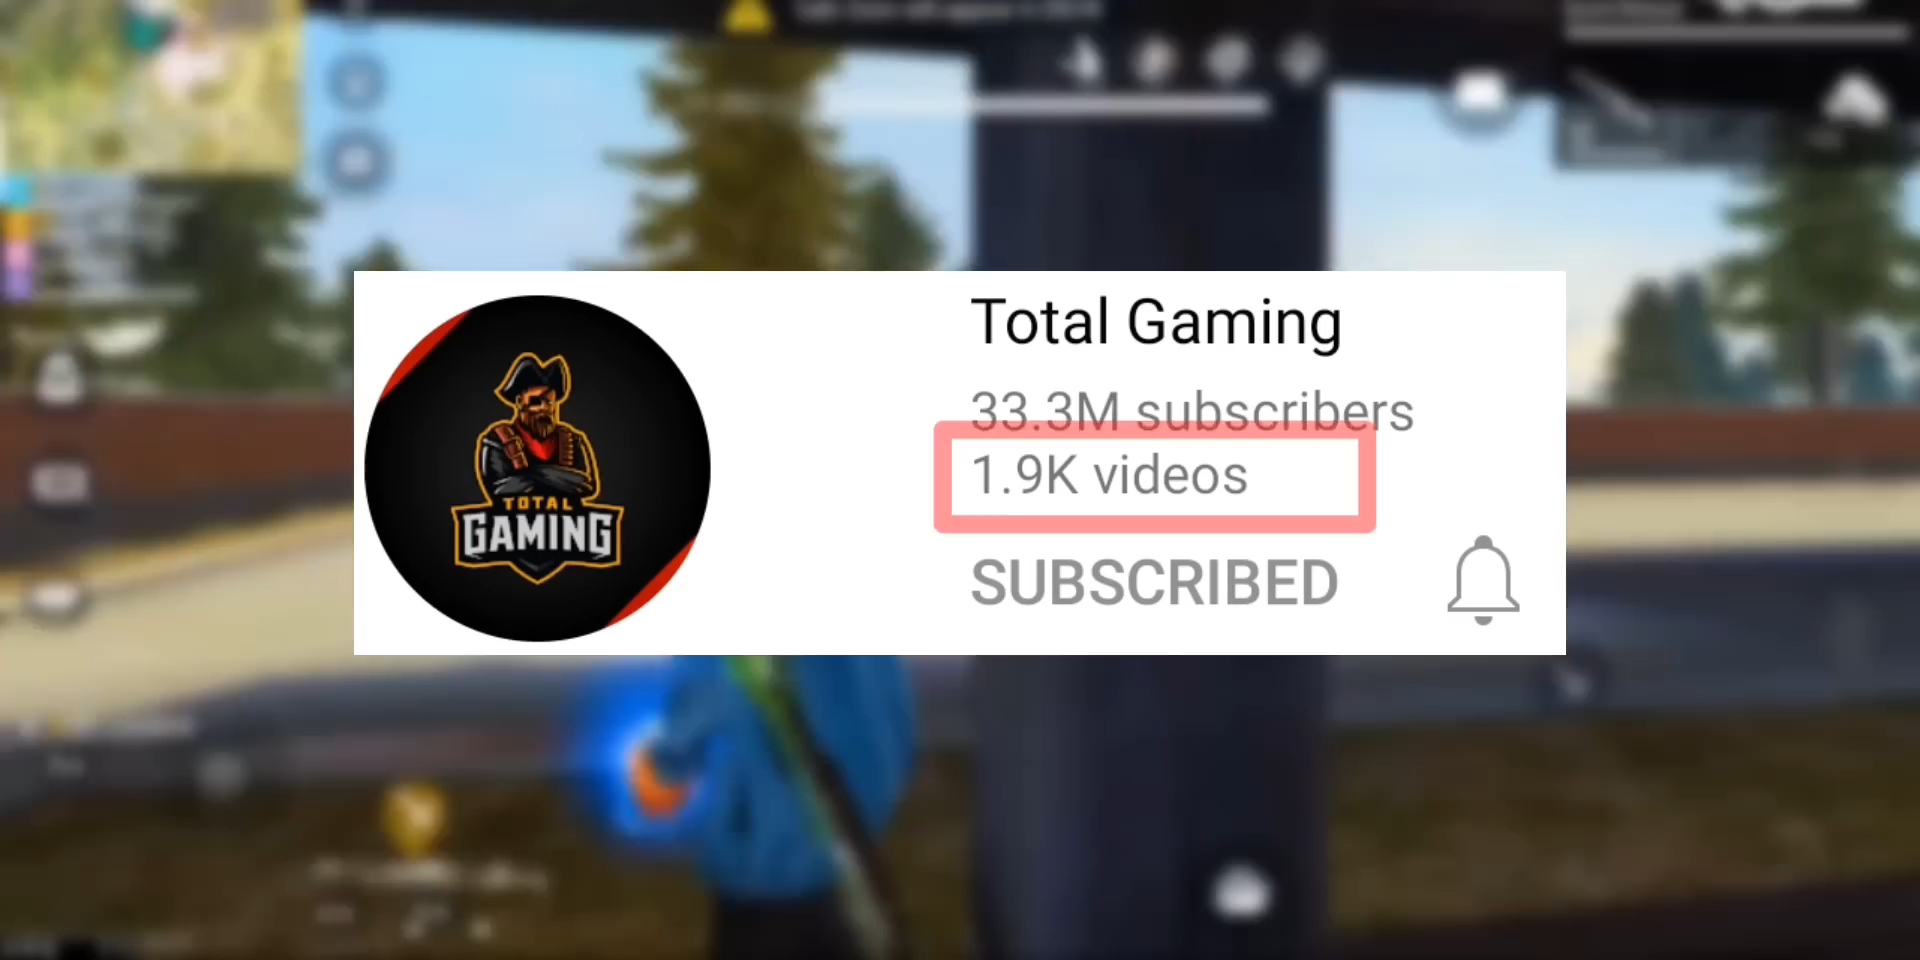 Total Gaming
33.3M subscribers
1.9K videos
SUBSCRIBED
TOTAL
GAMING